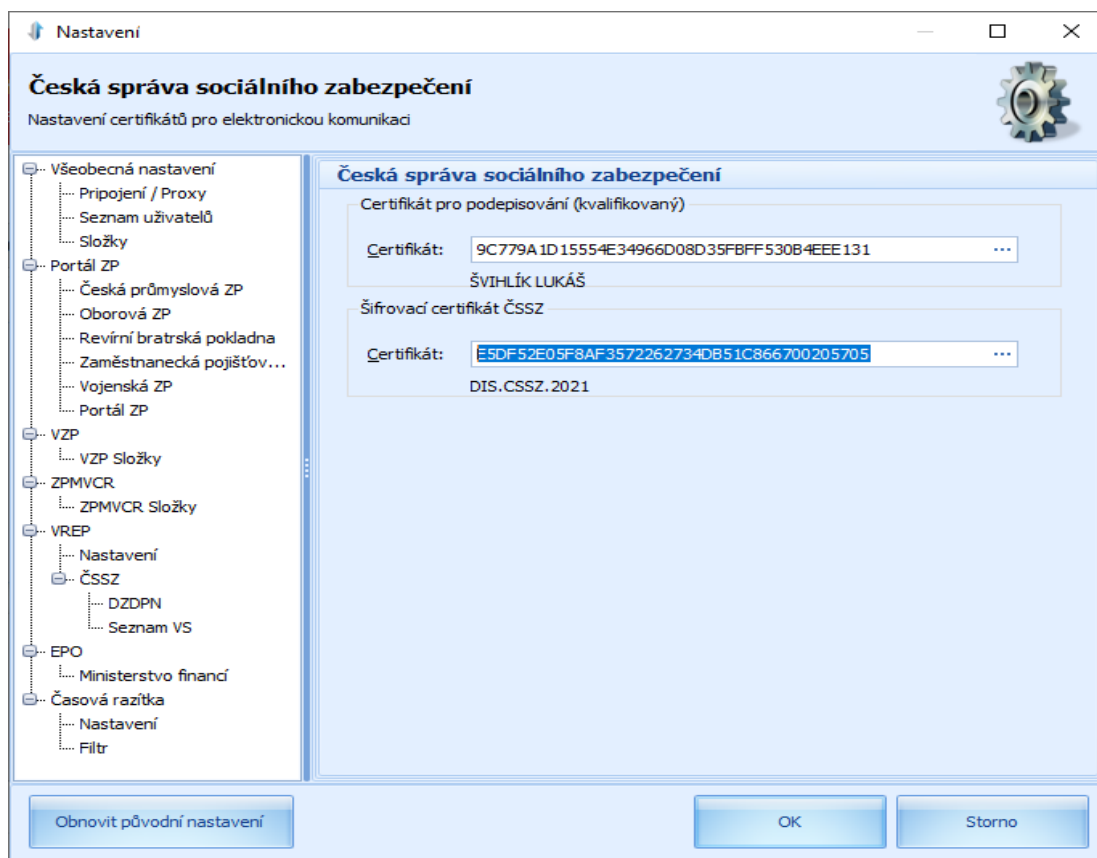 Nastavení
Česká správa sociálního zabezpečení
Nastavení certifikátů pro elektronickou komunikaci
Všeobecná nastavení
Pripojení / Proxy
Seznam uživatelů
Složky
Portál ZP
Česká průmyslová ZP
Oborová ZP
Revírní bratrská pokladna
Zaměstnanecká pojišťov...
Vojenská ZP
Portál ZP
VZP
VZP Složky
ZPMVCR
ZPMVCR Složky
VREP
Nastavení
ČSSZ
DZDPN
Seznam VS
EPO
Ministerstvo financí
Časová razítka
Nastavení
Filtr
Česká správa sociálního zabezpečení
Certifikát pro podepisování (kvalifikovaný)
Certifikát: 9C779A1D15554E34966D08D35FBFF530B4EEE131 ...
ŠVIHLÍK LUKÁŠ
Šifrovací certifikát ČSSZ
Certifikát: E5DF52E05F8AF3572262734DB51C866700205705 ...
DIS.CSSZ.2021
Obnovit původní nastavení
OK
Storno